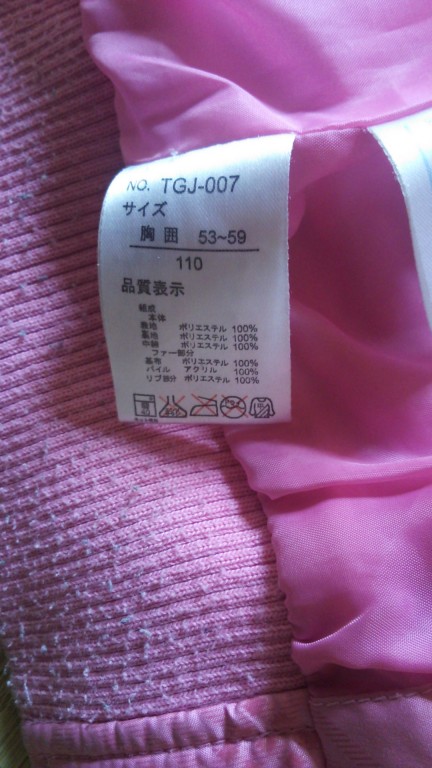 NO. TGJ-007
サイズ
胸囲 53~59
110
品質表示
組成
本体
表地 ポリエステル 100%
裏地 ポリエステル 100%
中綿 ポリエステル 100%
ファー部分
基布 ポリエステル 100%
パイル アクリル 100%
リブ部分 ポリエステル 100%